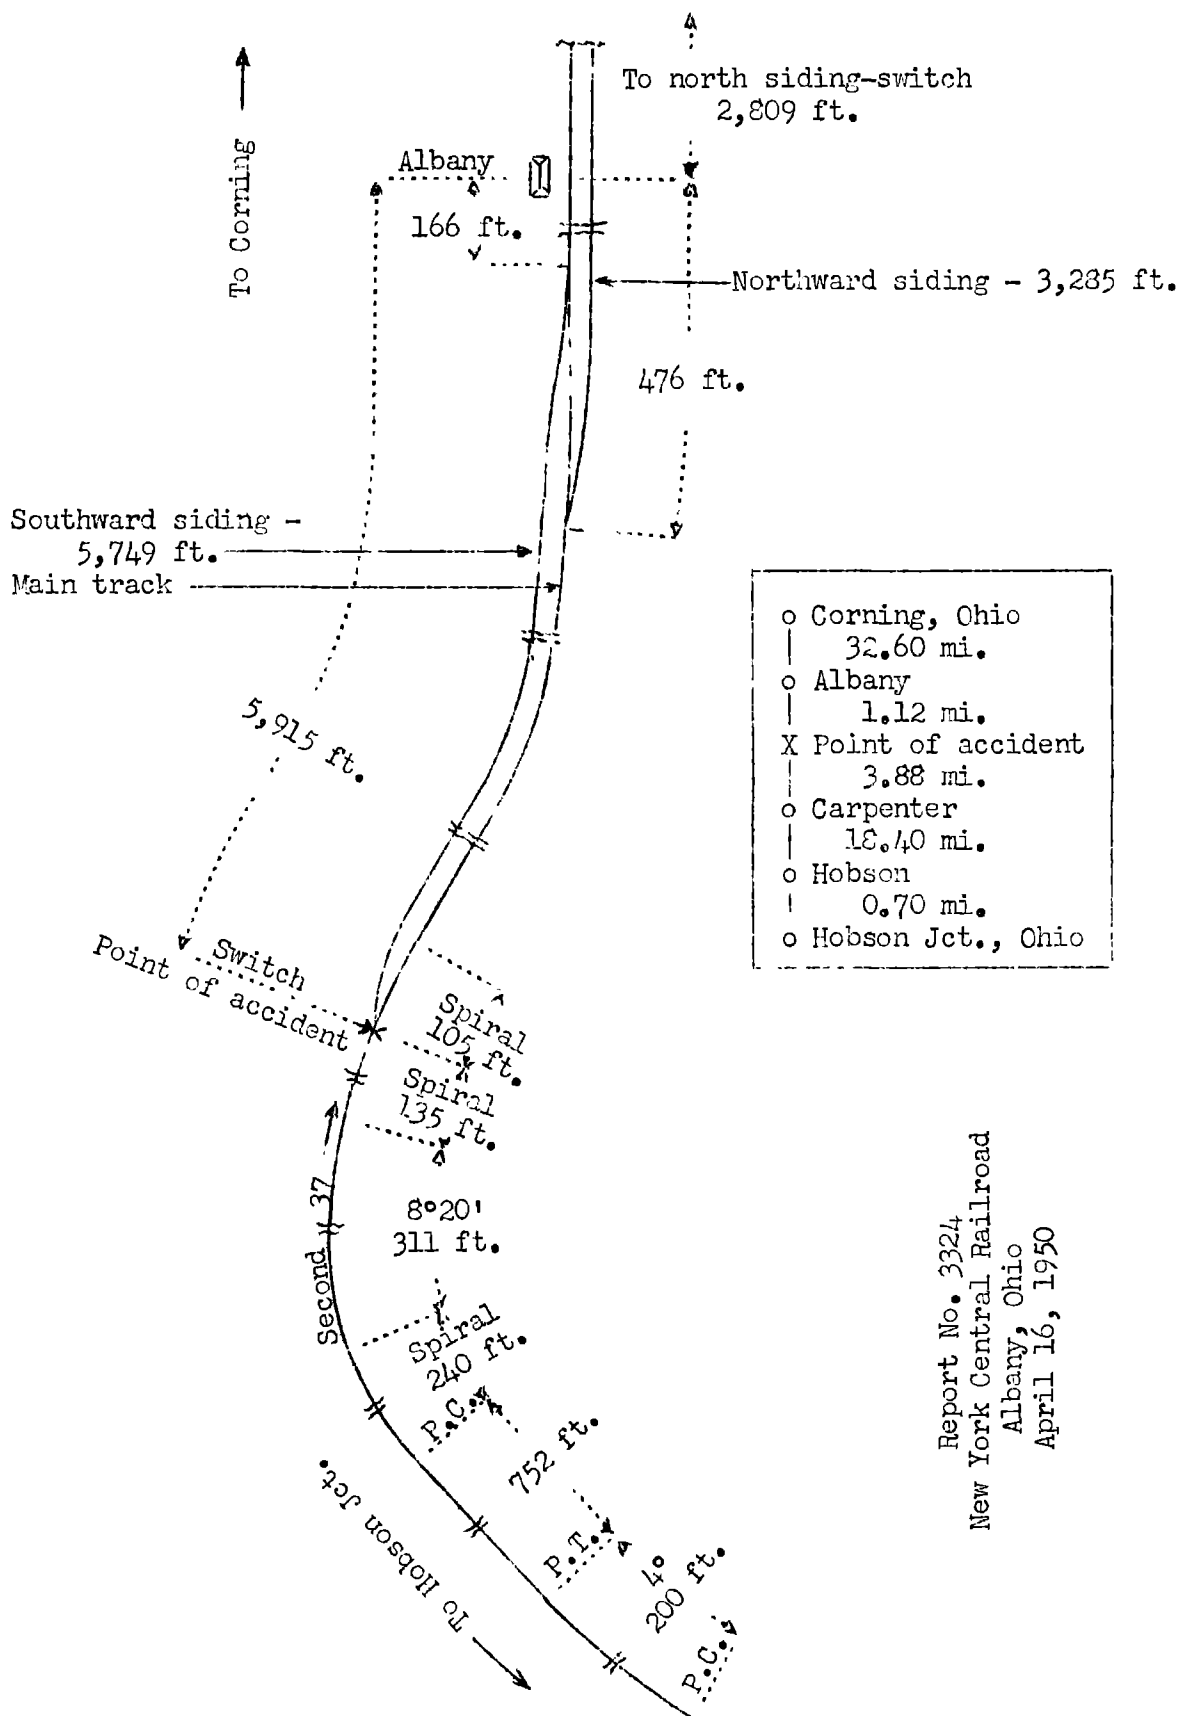 To north siding-switch
2,809 ft.
To Corning
Albany
166 ft.
Northward siding - 3,285 ft.
476 ft.
Southward siding -
5,749 ft.
Main track
5,915 ft.
o Corning, Ohio
32.60 mi.
o Albany
1.12 mi.
X Point of accident
3.88 mi.
o Carpenter
18.40 mi.
o Hobson
0.70 mi.
o Hobson Jct., Ohio
Switch
Point of accident
Spiral
105 ft.
Spiral
135 ft.
Second 37
8°20'
311 ft.
Spiral
240 ft.
P.C.
752 ft.
P.T.
4°
200 ft.
P.C.
To Hobson Jct.
Report No. 3324
New York Central Railroad
Albany, Ohio
April 16, 1950